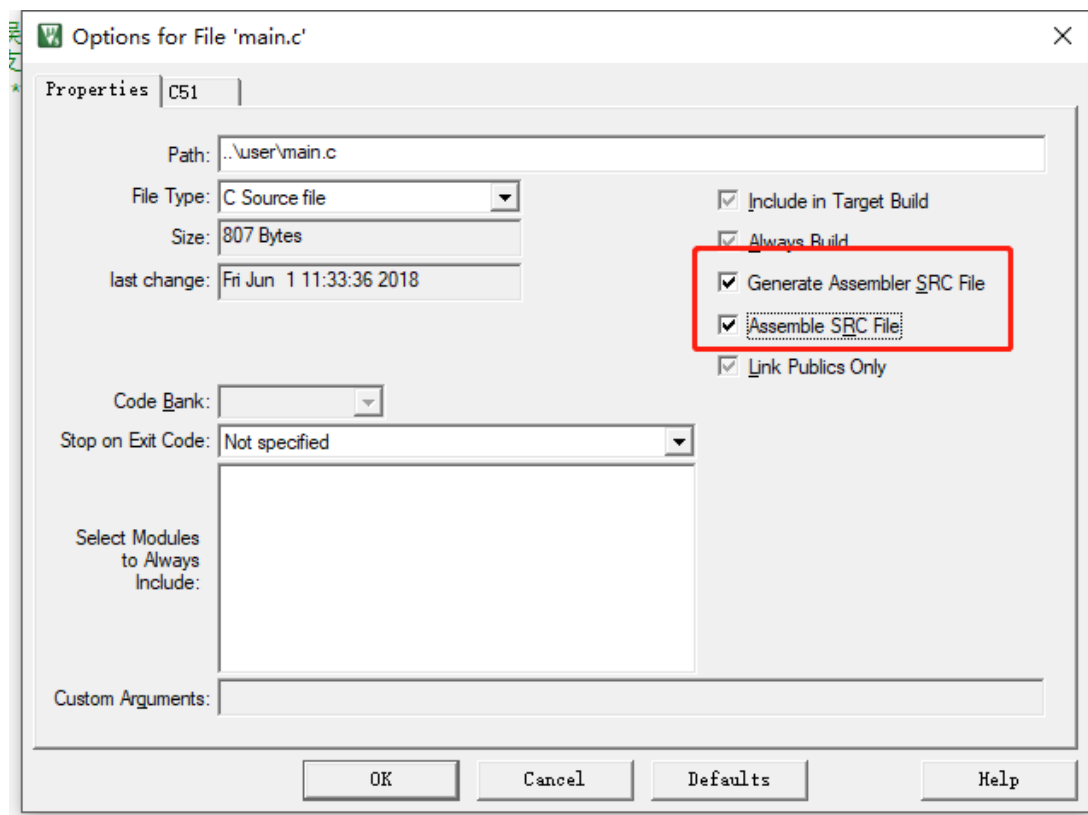 Options for File 'main.c'
Properties C51
Path: ..\user\main.c
File Type: C Source file
Include in Target Build
Size: 807 Bytes
Always Build
last change: Fri Jun 1 11:33:36 2018
Generate Assembler SRC File
Assemble SRC File
Link Publics Only
Code Bank:
Stop on Exit Code: Not specified
Select Modules
to Always
Include:
Custom Arguments:
OK Cancel Defaults Help